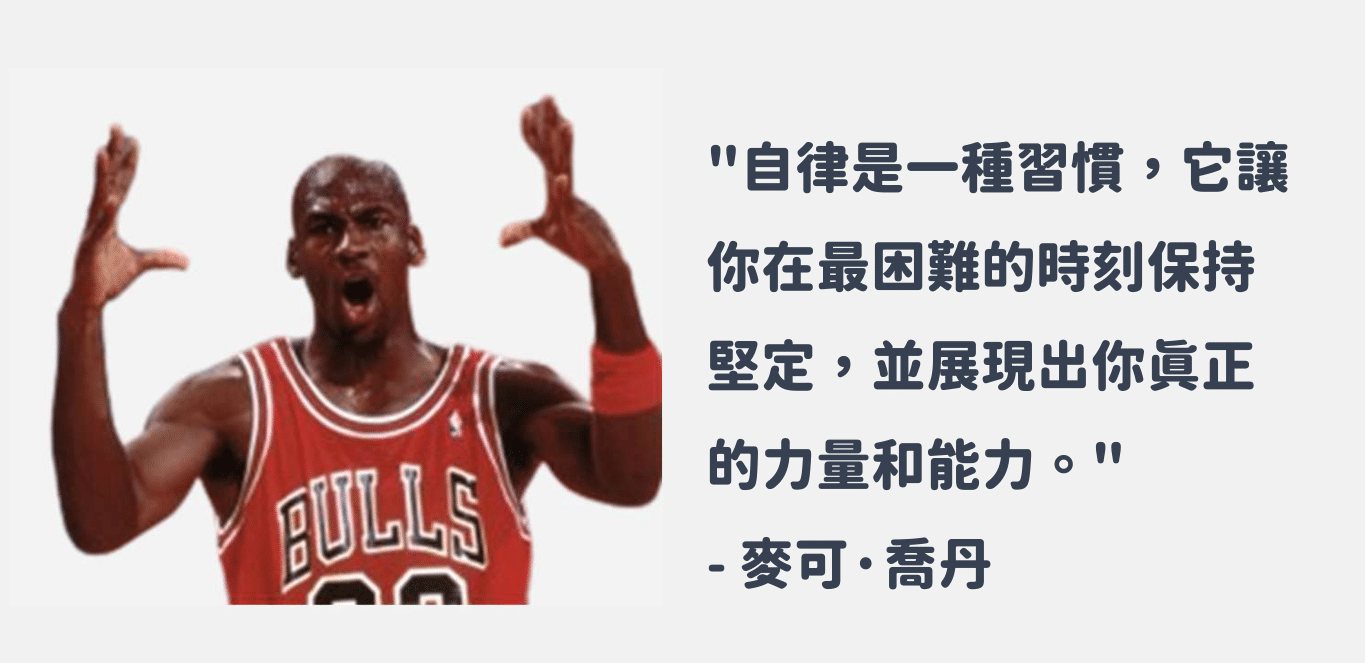 "自律是一種習慣，它讓
你在最困難的時刻保持
堅定，並展現出你真正
的力量和能力。"
- 麥可·喬丹
BULLS